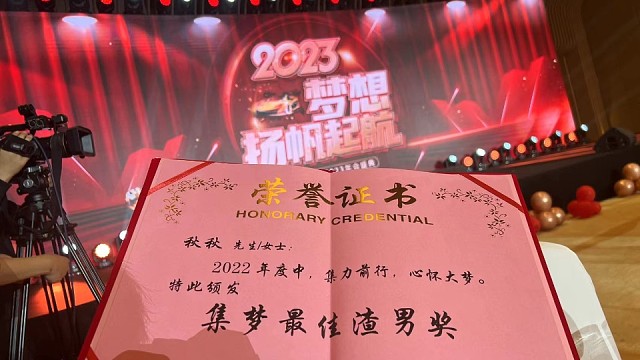 2023
梦想
扬帆起航
荣誉证书
HONORARY CREDENTIAL
秋秋 先生/女士:
2022年度中，集力前行，心怀大梦。
特此颁发
集梦最佳渣男奖